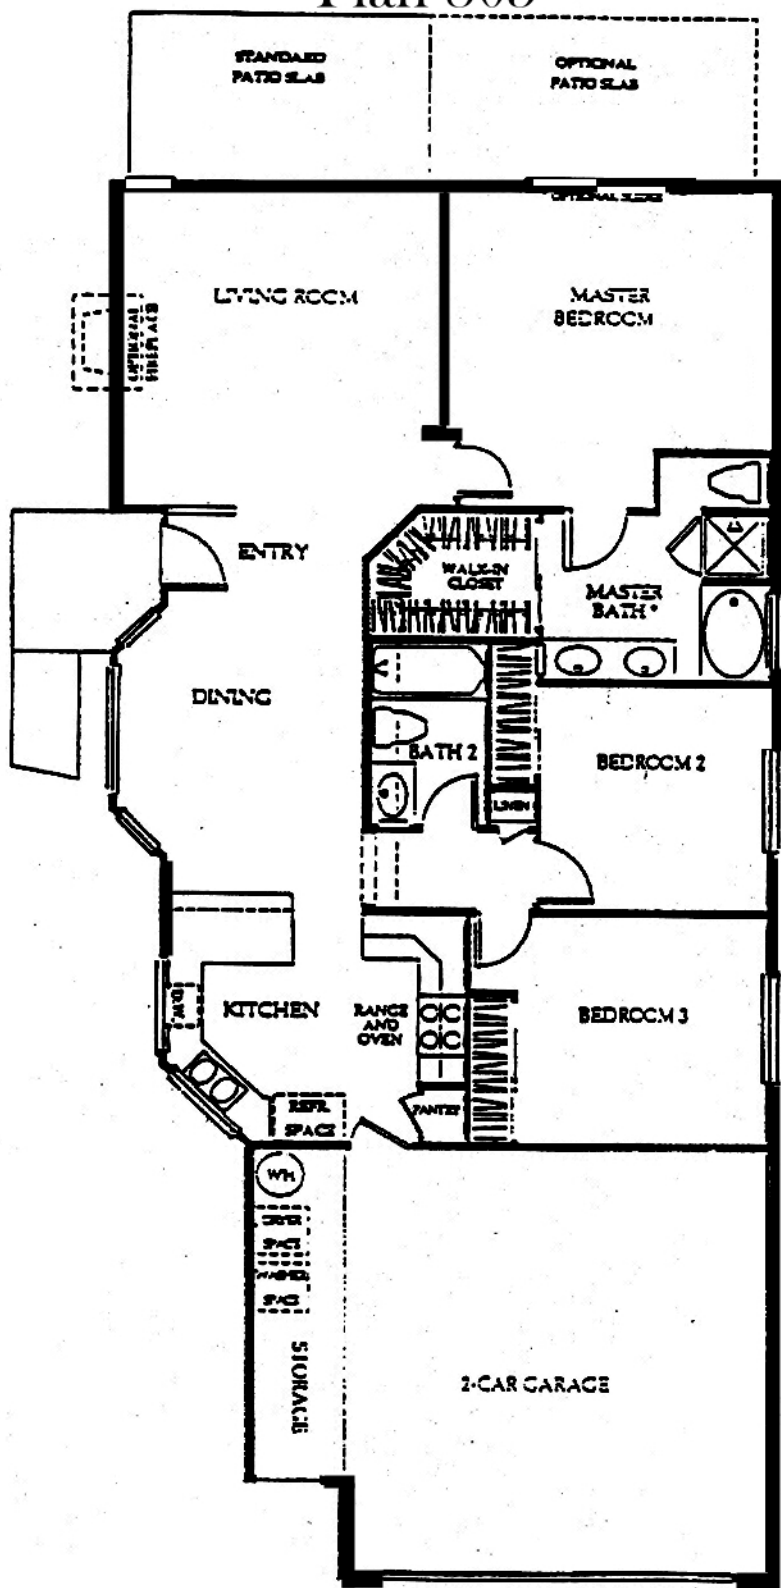 STANDARD
PATIO SLAB
OPTIONAL
PATIO SLAB
OPTIONAL SLIDER
LIVING ROOM
MASTER
BEDROOM
ENTRY
WALK-IN
CLOSET
MASTER
BATH
DINING
BATH 2
BEDROOM 2
LINEN
D.W.
KITCHEN
RANGE
AND
OVEN
BEDROOM 3
REFR.
SPACE
PANTRY
WH
DRYER
SPACE
WASHER
SPACE
STORAGE
2-CAR GARAGE